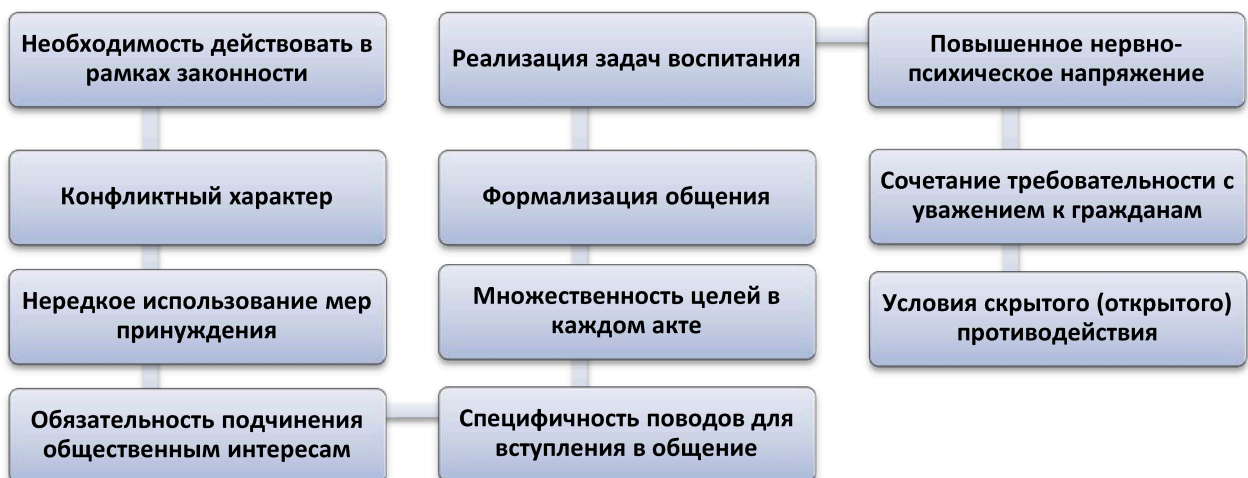 Необходимость действовать в
рамках законности
Конфликтный характер
Нередкое использование мер
принуждения
Обязательность подчинения
общественным интересам
Специфичность поводов для
вступления в общение
Множественность целей в
каждом акте
Формализация общения
Реализация задач воспитания
Повышенное нервно-
психическое напряжение
Сочетание требовательности с
уважением к гражданам
Условия скрытого (открытого)
противодействия